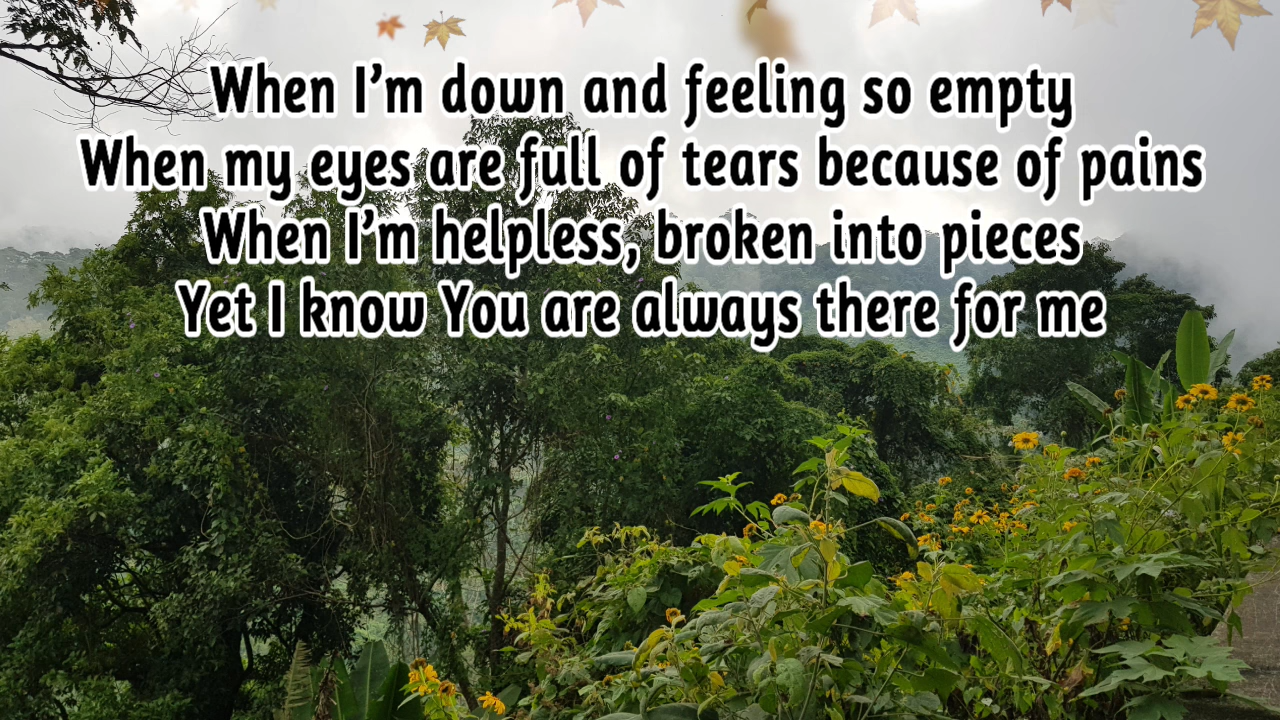 When I'm down and feeling so empty
When my eyes are full of tears because of pains
When I'm helpless, broken into pieces
Yet I know You are always there for me